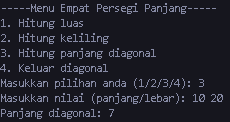 -----Menu Empat Persegi Panjang-----
1. Hitung luas
2. Hitung keliling
3. Hitung panjang diagonal
4. Keluar diagonal
Masukkan pilihan anda (1/2/3/4): 3
Masukkan nilai (panjang/lebar): 10 20
Panjang diagonal: 7